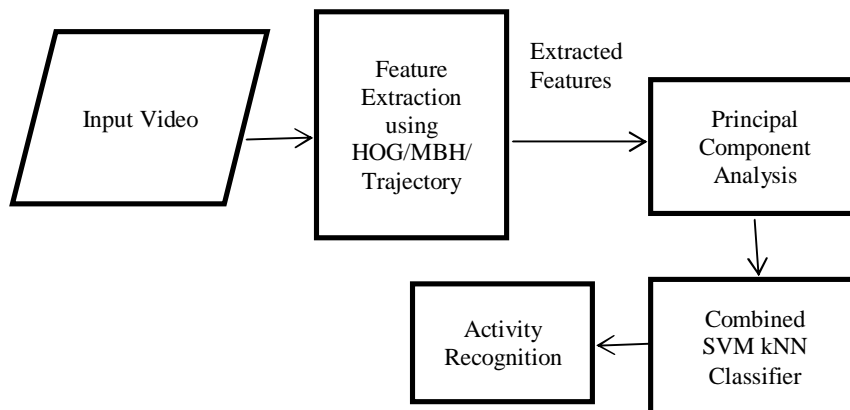 Input Video
Feature
Extraction
using
HOG/MBH/
Trajectory
Extracted
Features
Principal
Component
Analysis
Combined
SVM kNN
Classifier
Activity
Recognition